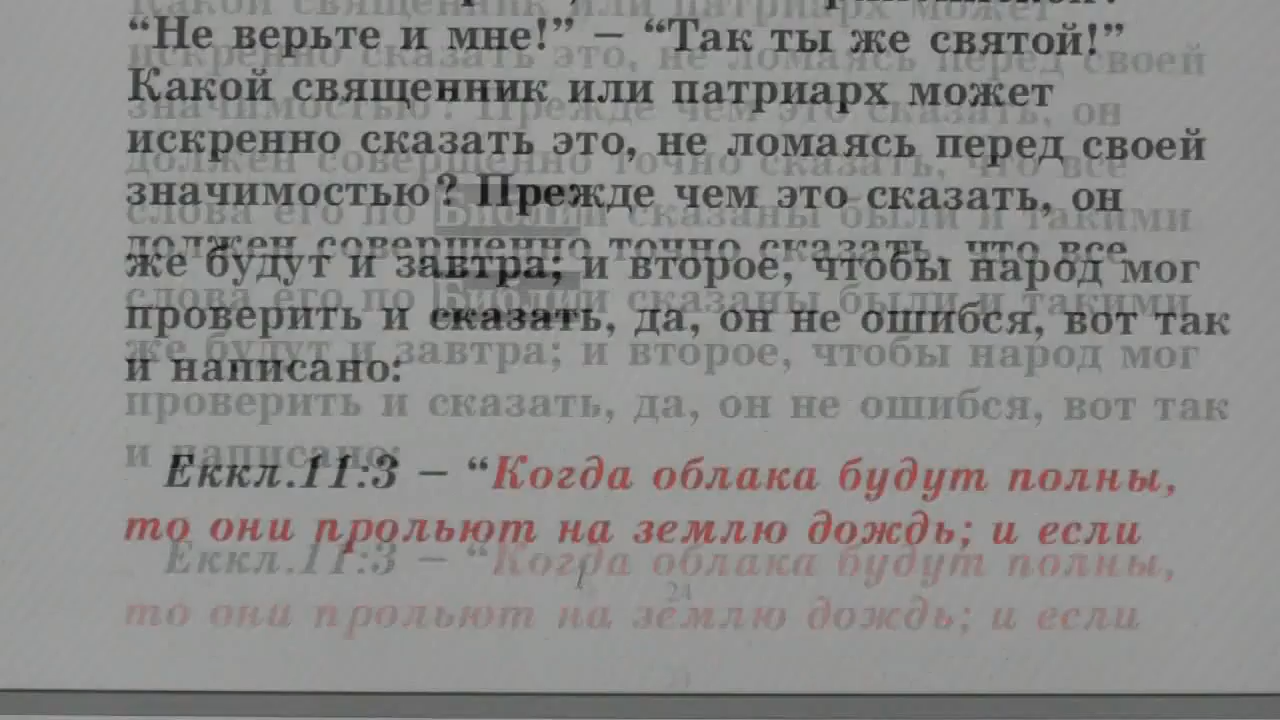 “Не верьте и мне!” – “Так ты же святой!”
Какой священник или патриарх может
искренно сказать это, не ломаясь перед своей
значимостью? Прежде чем это сказать, он
должен совершенно точно сказать, что все
слова его по Библии сказаны были и такими
же будут и завтра; и второе, чтобы народ мог
проверить и сказать, да, он не ошибся, вот так
и написано:
Еккл.11:3 – “Когда облака будут полны,
то они прольют на землю дождь; и если
24